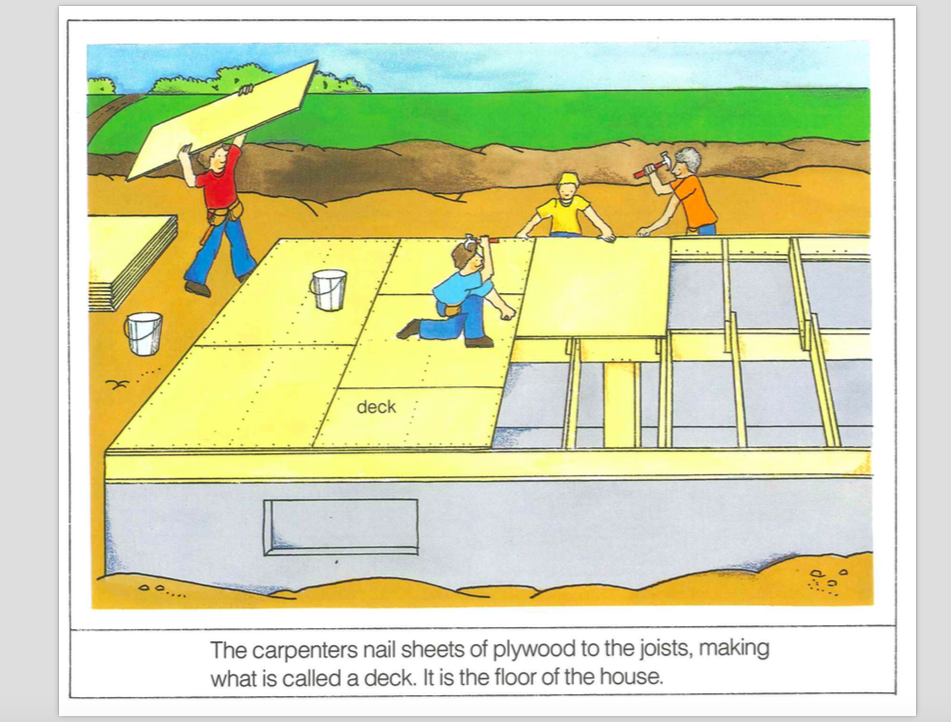 deck
The carpenters nail sheets of plywood to the joists, making
what is called a deck. It is the floor of the house.